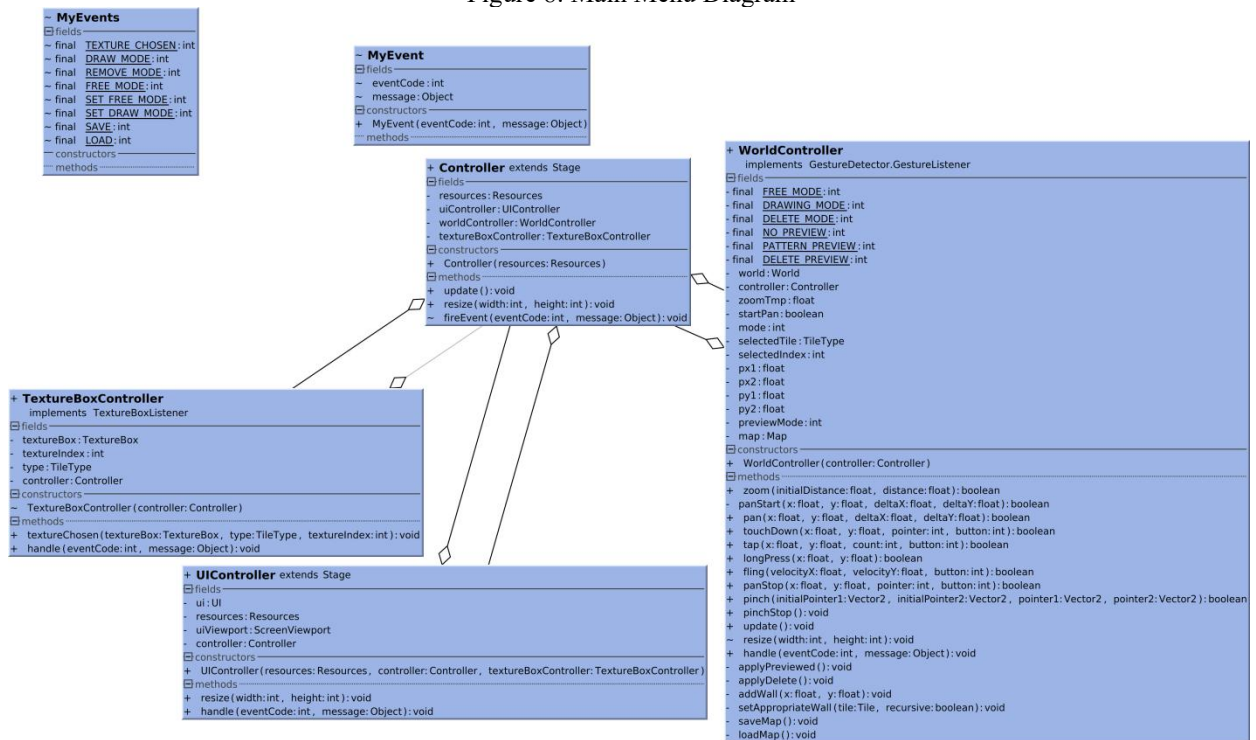 Figure 8: Main Menu Diagram
~ MyEvents
fields
~ final TEXTURE_CHOSEN:int
~ final DRAW_MODE:int
~ final REMOVE_MODE:int
~ final FREE_MODE:int
~ final SET_FREE_MODE:int
~ final SET_DRAW_MODE:int
~ final SAVE:int
~ final LOAD:int
constructors
methods
~ MyEvent
fields
~ eventCode:int
~ message:Object
constructors
+ MyEvent(eventCode:int, message:Object)
methods
+ Controller extends Stage
fields
- resources:Resources
- uiController:UIController
- worldController:WorldController
- textureBoxController:TextureBoxController
constructors
+ Controller(resources:Resources)
methods
+ update():void
+ resize(width:int, height:int):void
~ fireEvent(eventCode:int, message:Object):void
+ WorldController
implements GestureDetector.GestureListener
fields
- final FREE_MODE:int
- final DRAWING_MODE:int
- final DELETE_MODE:int
- final NO_PREVIEW:int
- final PATTERN_PREVIEW:int
- final DELETE_PREVIEW:int
- world:World
- controller:Controller
- zoomTmp:float
- startPan:boolean
- mode:int
- selectedTile:TileType
- selectedIndex:int
- px1:float
- px2:float
- py1:float
- py2:float
- previewMode:int
- map:Map
constructors
+ WorldController(controller:Controller)
methods
+ zoom(initialDistance:float, distance:float):boolean
- panStart(x:float, y:float, deltaX:float, deltaY:float):boolean
+ pan(x:float, y:float, deltaX:float, deltaY:float):boolean
+ touchDown(x:float, y:float, pointer:int, button:int):boolean
+ tap(x:float, y:float, count:int, button:int):boolean
+ longPress(x:float, y:float):boolean
+ fling(velocityX:float, velocityY:float, button:int):boolean
+ panStop(x:float, y:float, pointer:int, button:int):boolean
+ pinch(initialPointer1:Vector2, initialPointer2:Vector2, pointer1:Vector2, pointer2:Vector2):boolean
+ pinchStop():void
+ update():void
~ resize(width:int, height:int):void
+ handle(eventCode:int, message:Object):void
- applyPreviewed():void
- applyDelete():void
- addWall(x:float, y:float):void
- setAppropriateWall(tile:Tile, recursive:boolean):void
- saveMap():void
- loadMap():void
+ TextureBoxController
implements TextureBoxListener
fields
- textureBox:TextureBox
- textureIndex:int
- type:TileType
- controller:Controller
constructors
~ TextureBoxController(controller:Controller)
methods
+ textureChosen(textureBox:TextureBox, type:TileType, textureIndex:int):void
+ handle(eventCode:int, message:Object):void
+ UIController extends Stage
fields
- ui:UI
- resources:Resources
- uiViewport:ScreenViewport
- controller:Controller
constructors
+ UIController(resources:Resources, controller:Controller, textureBoxController:TextureBoxController)
methods
+ resize(width:int, height:int):void
+ handle(eventCode:int, message:Object):void